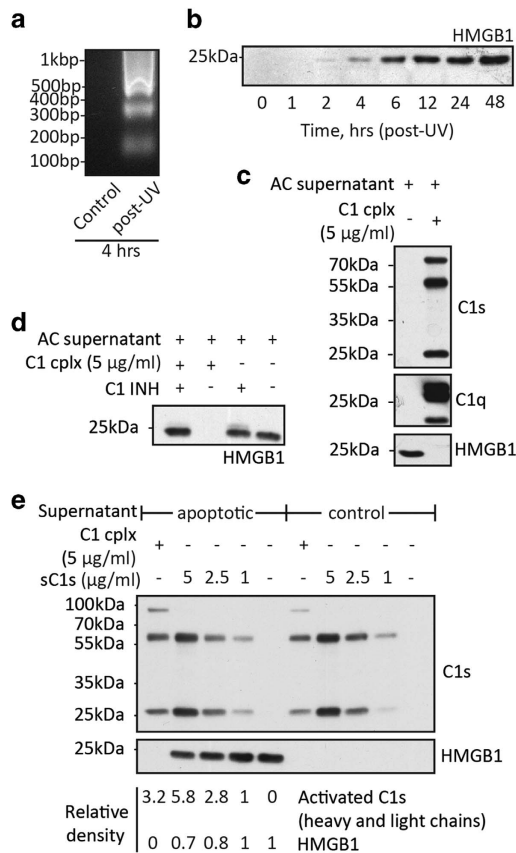 a
1kbp
500bp
400bp
300bp
200bp
100bp
Control
post-UV
4 hrs
b
HMGB1
25kDa
0 1 2 4 6 12 24 48
Time, hrs (post-UV)
c
AC supernatant + +
C1 cplx - +
(5 µg/ml)
70kDa
55kDa
35kDa
25kDa
C1s
25kDa
C1q
25kDa
HMGB1
d
AC supernatant + + + +
C1 cplx (5 µg/ml) + + - -
C1 INH + - + -
25kDa
HMGB1
e
Supernatant apoptotic control
C1 cplx + - - - - + - - - -
(5 µg/ml)
sC1s (µg/ml) - 5 2.5 1 - - 5 2.5 1 -
100kDa
70kDa
55kDa
35kDa
25kDa
C1s
25kDa
HMGB1
Relative
density
3.2 5.8 2.8 1 0 Activated C1s
(heavy and light chains)
0 0.7 0.8 1 1 HMGB1